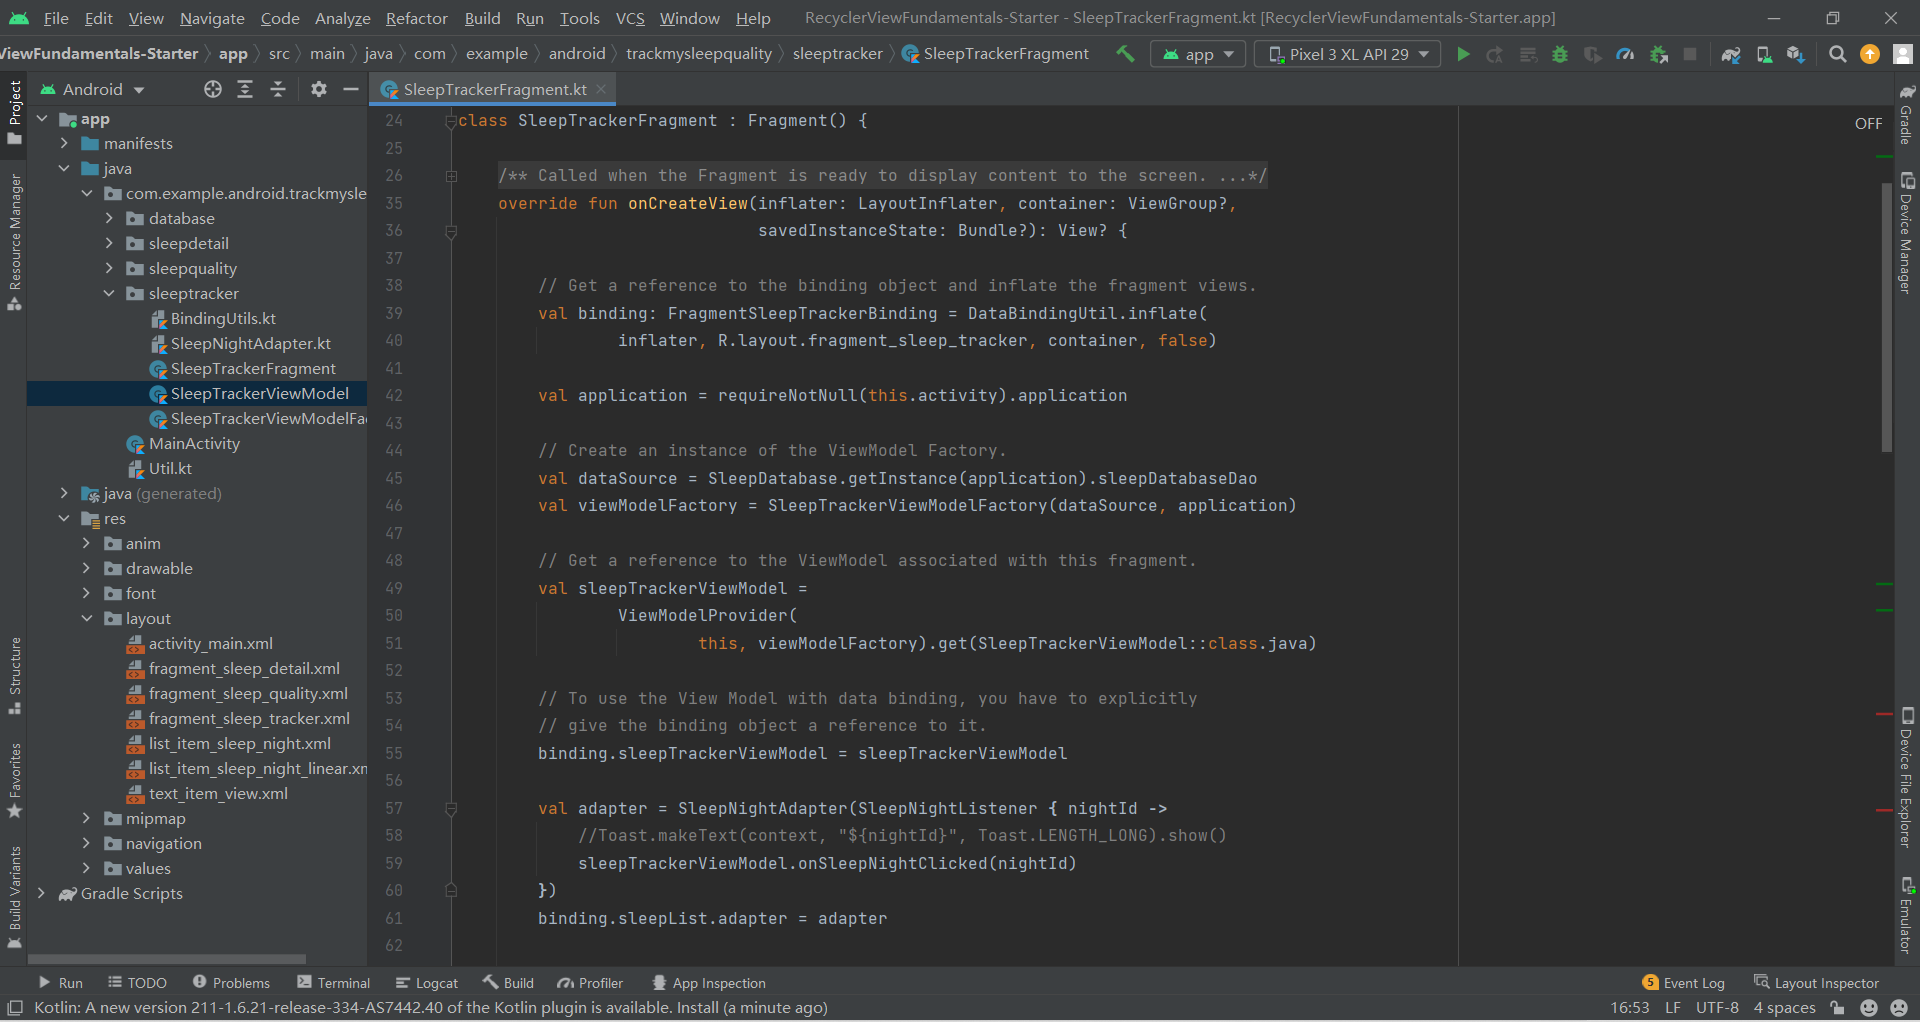 File Edit View Navigate Code Analyze Refactor Build Run Tools VCS Window Help RecyclerViewFundamentals-Starter - SleepTrackerFragment.kt [RecyclerViewFundamentals-Starter.app]
ViewFundamentals-Starter app src main java com example android trackmysleepquality sleeptracker SleepTrackerFragment app Pixel 3 XL API 29
Android
SleepTrackerFragment.kt
Project
Resource Manager
Structure
Favorites
Build Variants
app
manifests
java
com.example.android.trackmysle
database
sleepdetail
sleepquality
sleeptracker
BindingUtils.kt
SleepNightAdapter.kt
SleepTrackerFragment
SleepTrackerViewModel
SleepTrackerViewModelFa
MainActivity
Util.kt
java (generated)
res
anim
drawable
font
layout
activity_main.xml
fragment_sleep_detail.xml
fragment_sleep_quality.xml
fragment_sleep_tracker.xml
list_item_sleep_night.xml
list_item_sleep_night_linear.xm
text_item_view.xml
mipmap
navigation
values
Gradle Scripts
24 class SleepTrackerFragment : Fragment() {
25
26 /** Called when the Fragment is ready to display content to the screen. ...*/
35 override fun onCreateView(inflater: LayoutInflater, container: ViewGroup?,
36 savedInstanceState: Bundle?): View? {
37
38 // Get a reference to the binding object and inflate the fragment views.
39 val binding: FragmentSleepTrackerBinding = DataBindingUtil.inflate(
40 inflater, R.layout.fragment_sleep_tracker, container, false)
41
42 val application = requireNotNull(this.activity).application
43
44 // Create an instance of the ViewModel Factory.
45 val dataSource = SleepDatabase.getInstance(application).sleepDatabaseDao
46 val viewModelFactory = SleepTrackerViewModelFactory(dataSource, application)
47
48 // Get a reference to the ViewModel associated with this fragment.
49 val sleepTrackerViewModel =
50 ViewModelProvider(
51 this, viewModelFactory).get(SleepTrackerViewModel::class.java)
52
53 // To use the View Model with data binding, you have to explicitly
54 // give the binding object a reference to it.
55 binding.sleepTrackerViewModel = sleepTrackerViewModel
56
57 val adapter = SleepNightAdapter(SleepNightListener { nightId ->
58 //Toast.makeText(context, "${nightId}", Toast.LENGTH_LONG).show()
59 sleepTrackerViewModel.onSleepNightClicked(nightId)
60 })
61 binding.sleepList.adapter = adapter
62
OFF
Gradle
Device Manager
Device File Explorer
Emulator
Run TODO Problems Terminal Logcat Build Profiler App Inspection 5 Event Log Layout Inspector
Kotlin: A new version 211-1.6.21-release-334-AS7442.40 of the Kotlin plugin is available. Install (a minute ago) 16:53 LF UTF-8 4 spaces